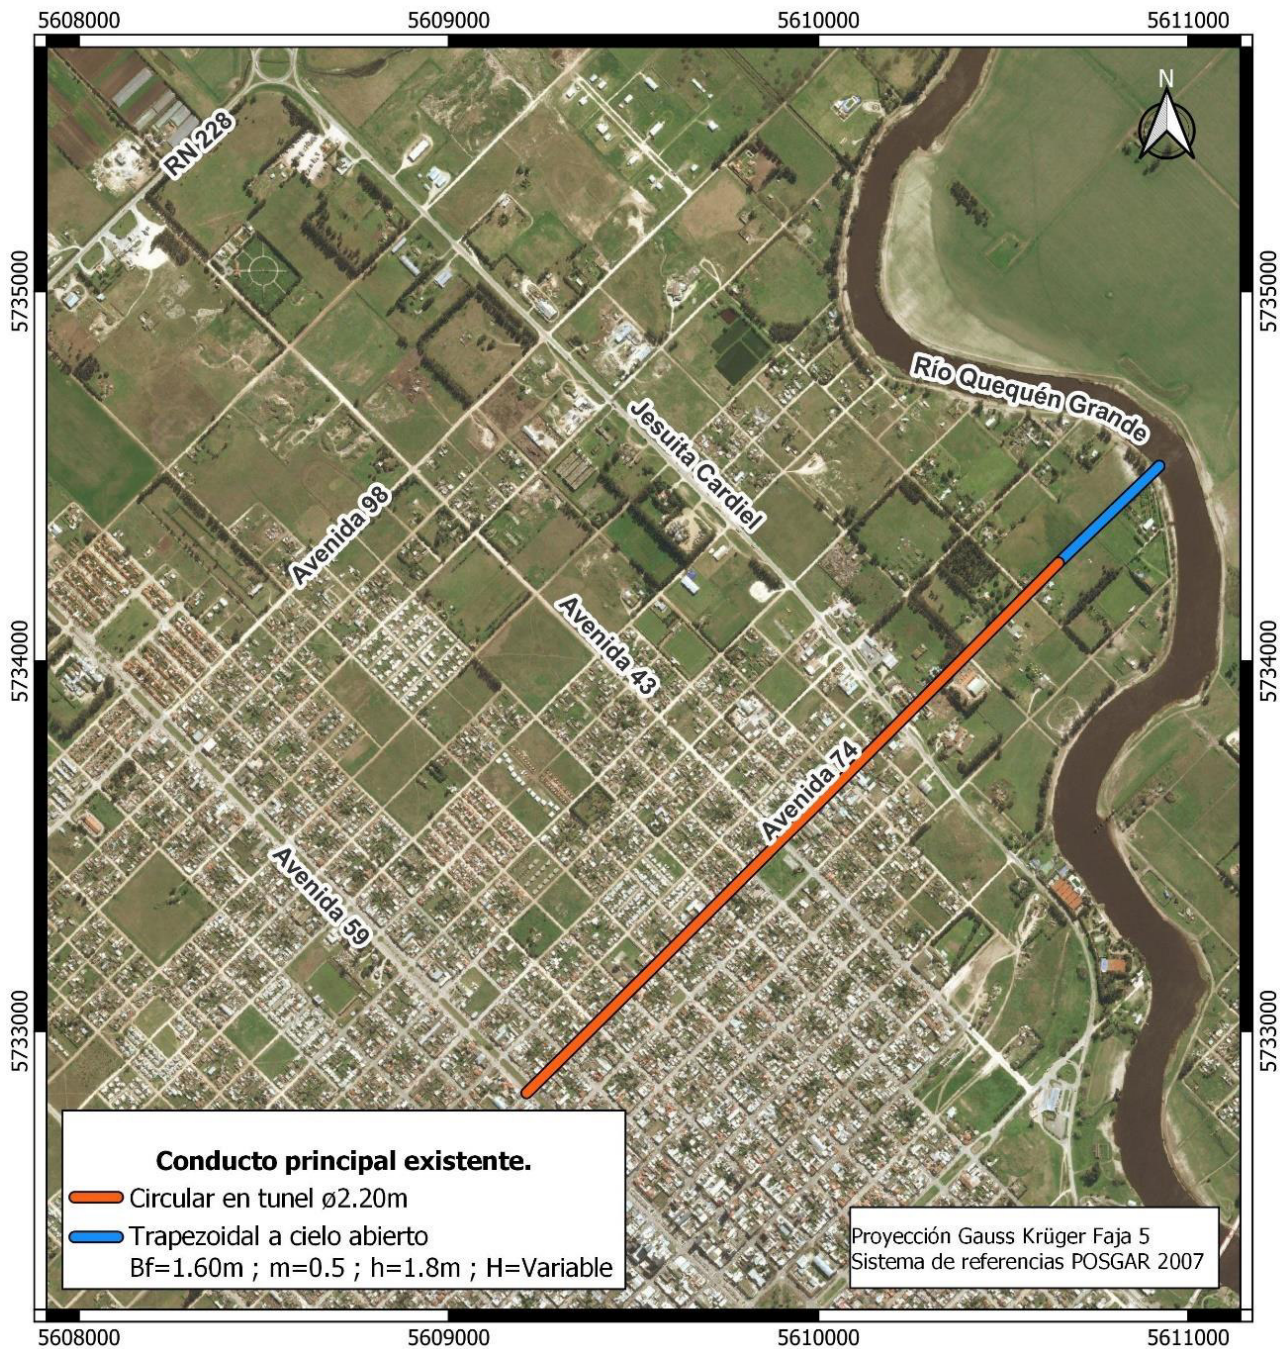 5608000 5609000 5610000 5611000
N
RN 228
5735000 5735000
Río Quequén Grande
Jesuita Cardiel
Avenida 98
Avenida 43
5734000 5734000
Avenida 74
Avenida 59
5733000 5733000
Conducto principal existente.
Circular en tunel ø2.20m
Trapezoidal a cielo abierto
Bf=1.60m ; m=0.5 ; h=1.8m ; H=Variable
Proyección Gauss Krüger Faja 5
Sistema de referencias POSGAR 2007
5608000 5609000 5610000 5611000